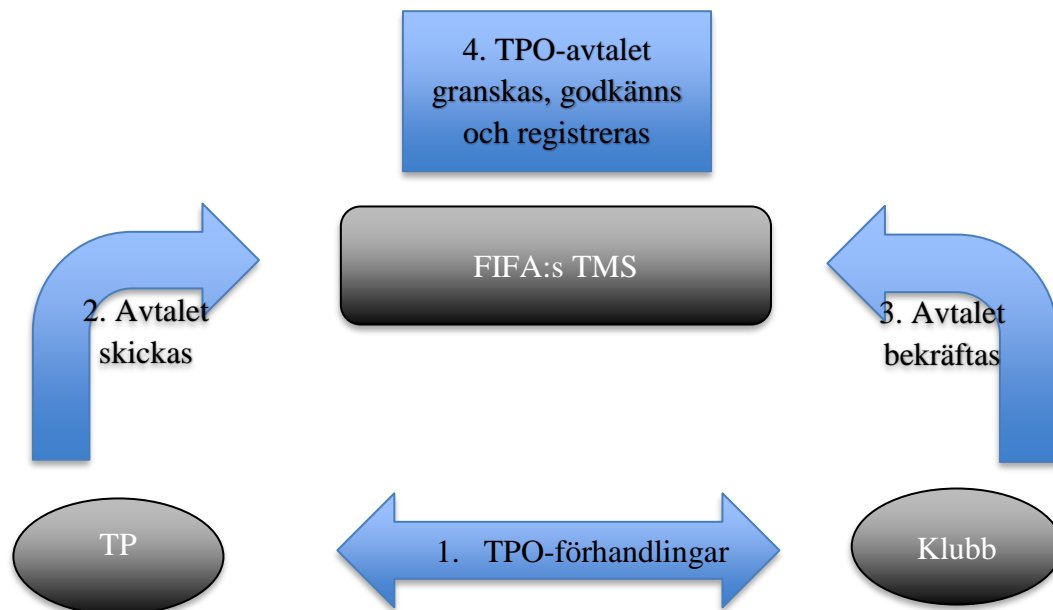 4. TPO-avtalet
granskas, godkänns
och registreras
FIFA:s TMS
2. Avtalet
skickas
3. Avtalet
bekräftas
TP
1. TPO-förhandlingar
Klubb